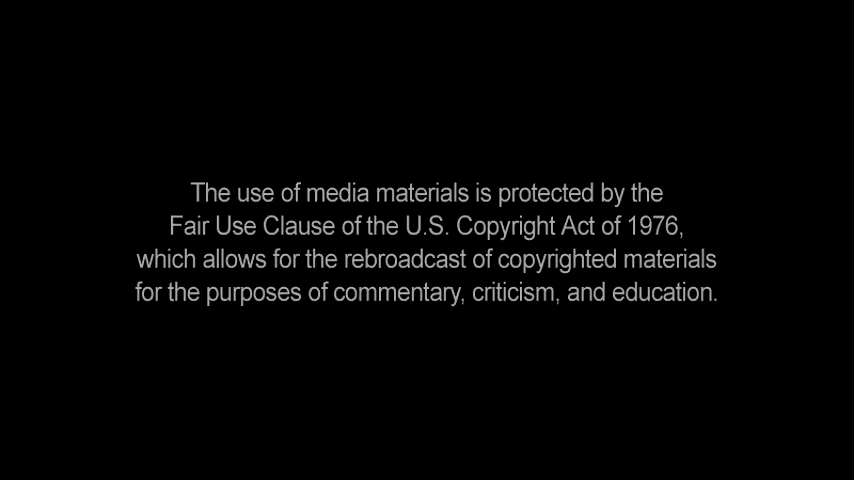 The use of media materials is protected by the
Fair Use Clause of the U.S. Copyright Act of 1976,
which allows for the rebroadcast of copyrighted materials
for the purposes of commentary, criticism, and education.